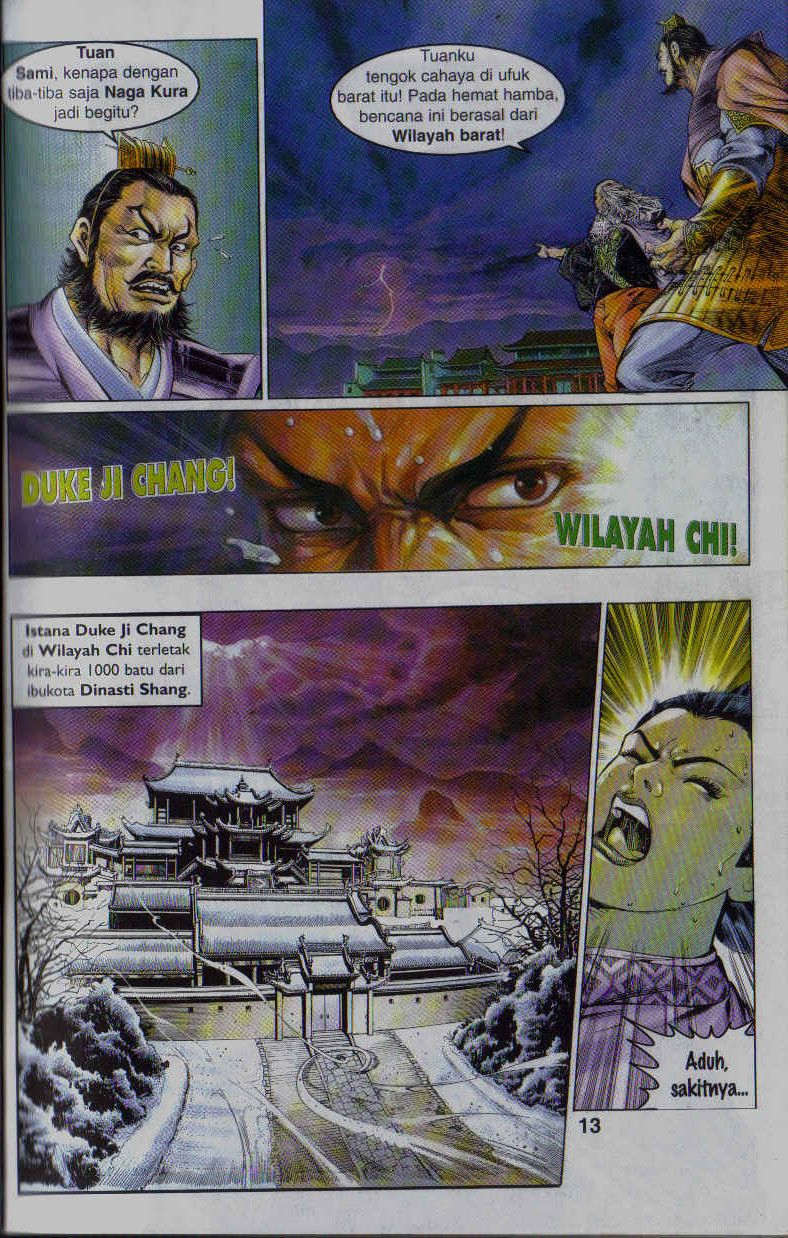 Tuan
Sami, kenapa dengan
tiba-tiba saja Naga Kura
jadi begitu?
Tuanku
tengok cahaya di ufuk
barat itu! Pada hemat hamba,
bencana ini berasal dari
Wilayah barat!
DUKE JI CHANG!
WILAYAH CHI!
Istana Duke Ji Chang
di Wilayah Chi terletak
kira-kira 1000 batu dari
ibukota Dinasti Shang.
Aduh,
sakitnya...
13